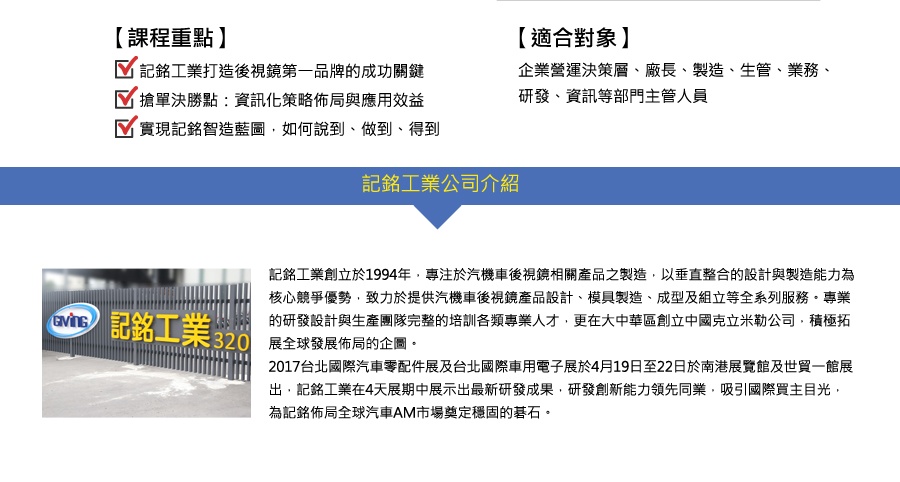 【課程重點】
記銘工業打造後視鏡第一品牌的成功關鍵
搶單決勝點：資訊化策略佈局與應用效益
實現記銘智造藍圖，如何說到、做到、得到
【適合對象】
企業營運決策層、廠長、製造、生管、業務、
研發、資訊等部門主管人員
記銘工業公司介紹
GIVING
記銘工業320
記銘工業創立於1994年，專注於汽機車後視鏡相關產品之製造，以垂直整合的設計與製造能力為
核心競爭優勢，致力於提供汽機車後視鏡產品設計、模具製造、成型及組立等全系列服務。專業
的研發設計與生產團隊完整的培訓各類專業人才，更在大中華區創立中國克立米勒公司，積極拓
展全球發展佈局的企圖。
2017台北國際汽車零配件展及台北國際車用電子展於4月19日至22日於南港展覽館及世貿一館展
出，記銘工業在4天展期中展示出最新研發成果，研發創新能力領先同業，吸引國際買主目光，
為記銘佈局全球汽車AM市場奠定穩固的碁石。